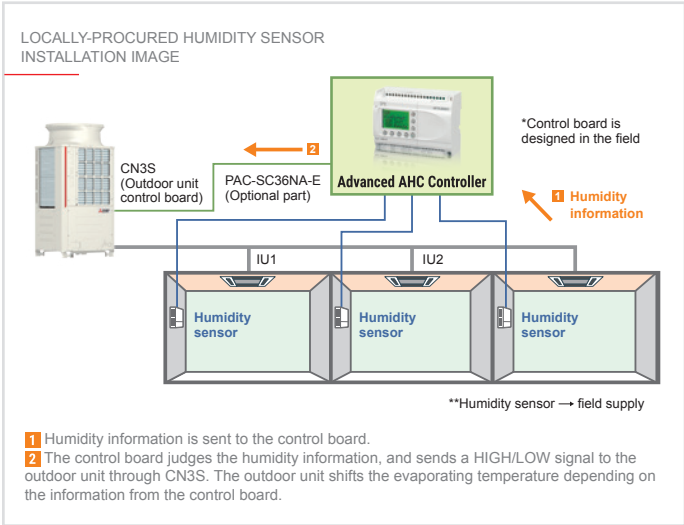 LOCALLY-PROCURED HUMIDITY SENSOR
INSTALLATION IMAGE
2
*Control board is
designed in the field
CN3S
(Outdoor unit
control board)
PAC-SC36NA-E
(Optional part)
Advanced AHC Controller
1 Humidity
information
IU1
IU2
Humidity
sensor
Humidity
sensor
Humidity
sensor
**Humidity sensor → field supply
1 Humidity information is sent to the control board.
2 The control board judges the humidity information, and sends a HIGH/LOW signal to the
outdoor unit through CN3S. The outdoor unit shifts the evaporating temperature depending on
the information from the control board.